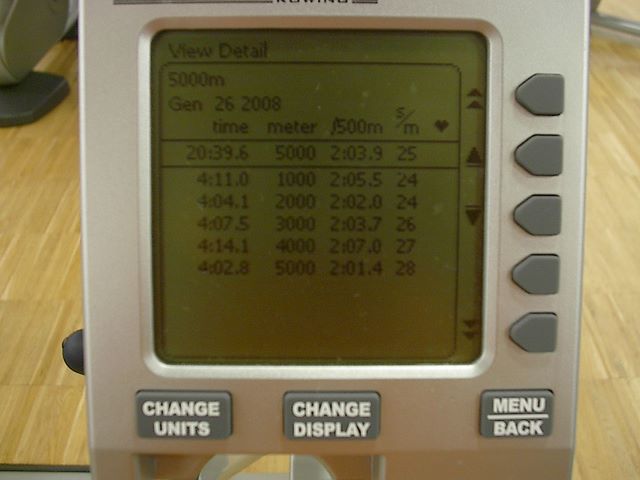 ROWING
View Detail
5000m
Gen 26 2008
time meter /500m s/m ♥
20:39.6 5000 2:03.9 25
4:11.0 1000 2:05.5 24
4:04.1 2000 2:02.0 24
4:07.5 3000 2:03.7 26
4:14.1 4000 2:07.0 27
4:02.8 5000 2:01.4 28
CHANGE UNITS
CHANGE DISPLAY
MENU BACK